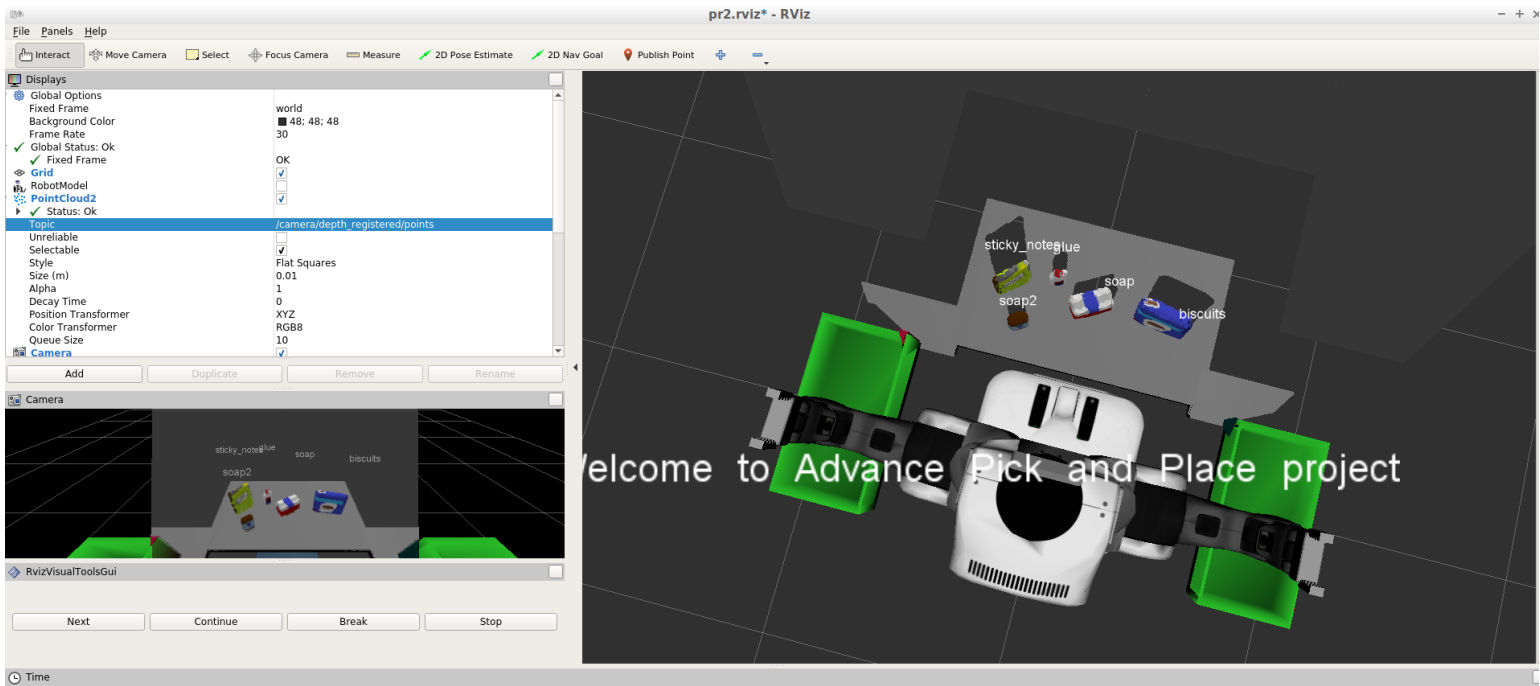 pr2.rviz* - RViz
File Panels Help
Interact Move Camera Select Focus Camera Measure 2D Pose Estimate 2D Nav Goal Publish Point
Displays
Global Options
Fixed Frame world
Background Color 48; 48; 48
Frame Rate 30
Global Status: Ok
Fixed Frame OK
Grid
RobotModel
PointCloud2
Status: Ok
Topic /camera/depth_registered/points
Unreliable
Selectable
Style Flat Squares
Size (m) 0.01
Alpha 1
Decay Time 0
Position Transformer XYZ
Color Transformer RGB8
Queue Size 10
Camera
Add Duplicate Remove Rename
Camera
sticky_notes glue soap biscuits
soap2
RvizVisualToolsGui
Next Continue Break Stop
Time
sticky_notes glue
soap
soap2
biscuits
elcome to Advance Pick and Place project